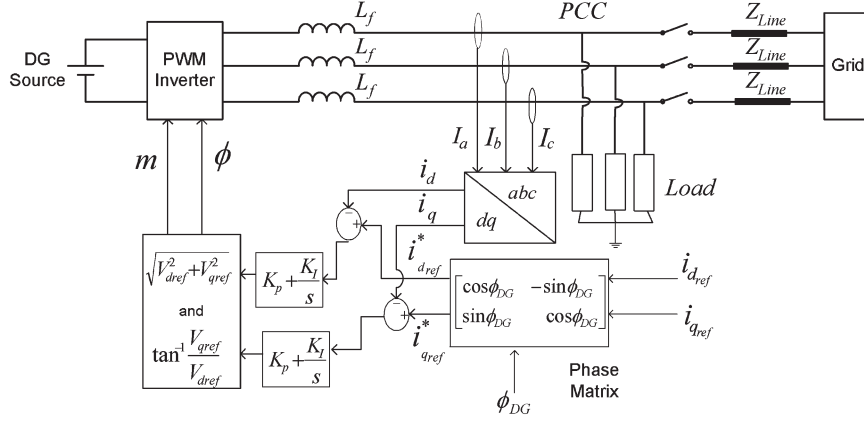 L_f
PCC
Z_Line
DG Source
PWM Inverter
L_f
Z_Line
Grid
L_f
Z_Line
m
ϕ
I_a
I_b
I_c
Load
i_d
i_q
abc
dq
−
+
i*_dref
√V²_dref+V²_qref
and
tan⁻¹ V_qref/V_dref
K_p+K_I/s
K_p+K_I/s
−
+
i*_qref
cosϕ_DG −sinϕ_DG
sinϕ_DG cosϕ_DG
i_dref
i_qref
Phase Matrix
ϕ_DG